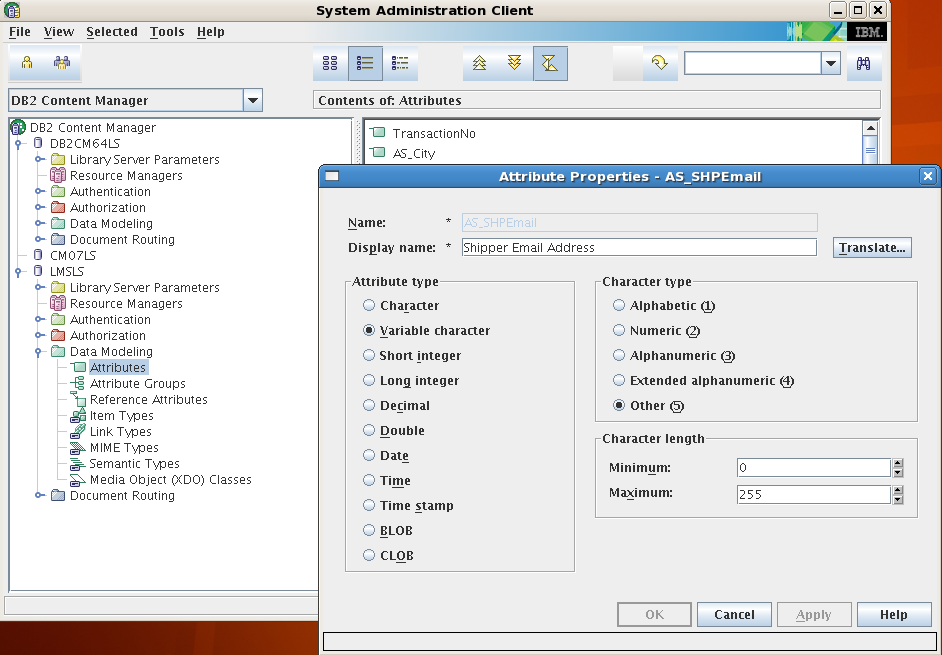 System Administration Client
File View Selected Tools Help
IBM.
DB2 Content Manager
Contents of: Attributes
DB2 Content Manager
DB2CM64LS
Library Server Parameters
Resource Managers
Authentication
Authorization
Data Modeling
Document Routing
CM07LS
LMSLS
Library Server Parameters
Resource Managers
Authentication
Authorization
Data Modeling
Attributes
Attribute Groups
Reference Attributes
Item Types
Link Types
MIME Types
Semantic Types
Media Object (XDO) Classes
Document Routing
TransactionNo
AS_City
Attribute Properties - AS_SHPEmail
Name: * AS_SHPEmail
Display name: * Shipper Email Address Translate...
Attribute type
Character
Variable character
Short integer
Long integer
Decimal
Double
Date
Time
Time stamp
BLOB
CLOB
Character type
Alphabetic (1)
Numeric (2)
Alphanumeric (3)
Extended alphanumeric (4)
Other (5)
Character length
Minimum: 0
Maximum: 255
OK Cancel Apply Help